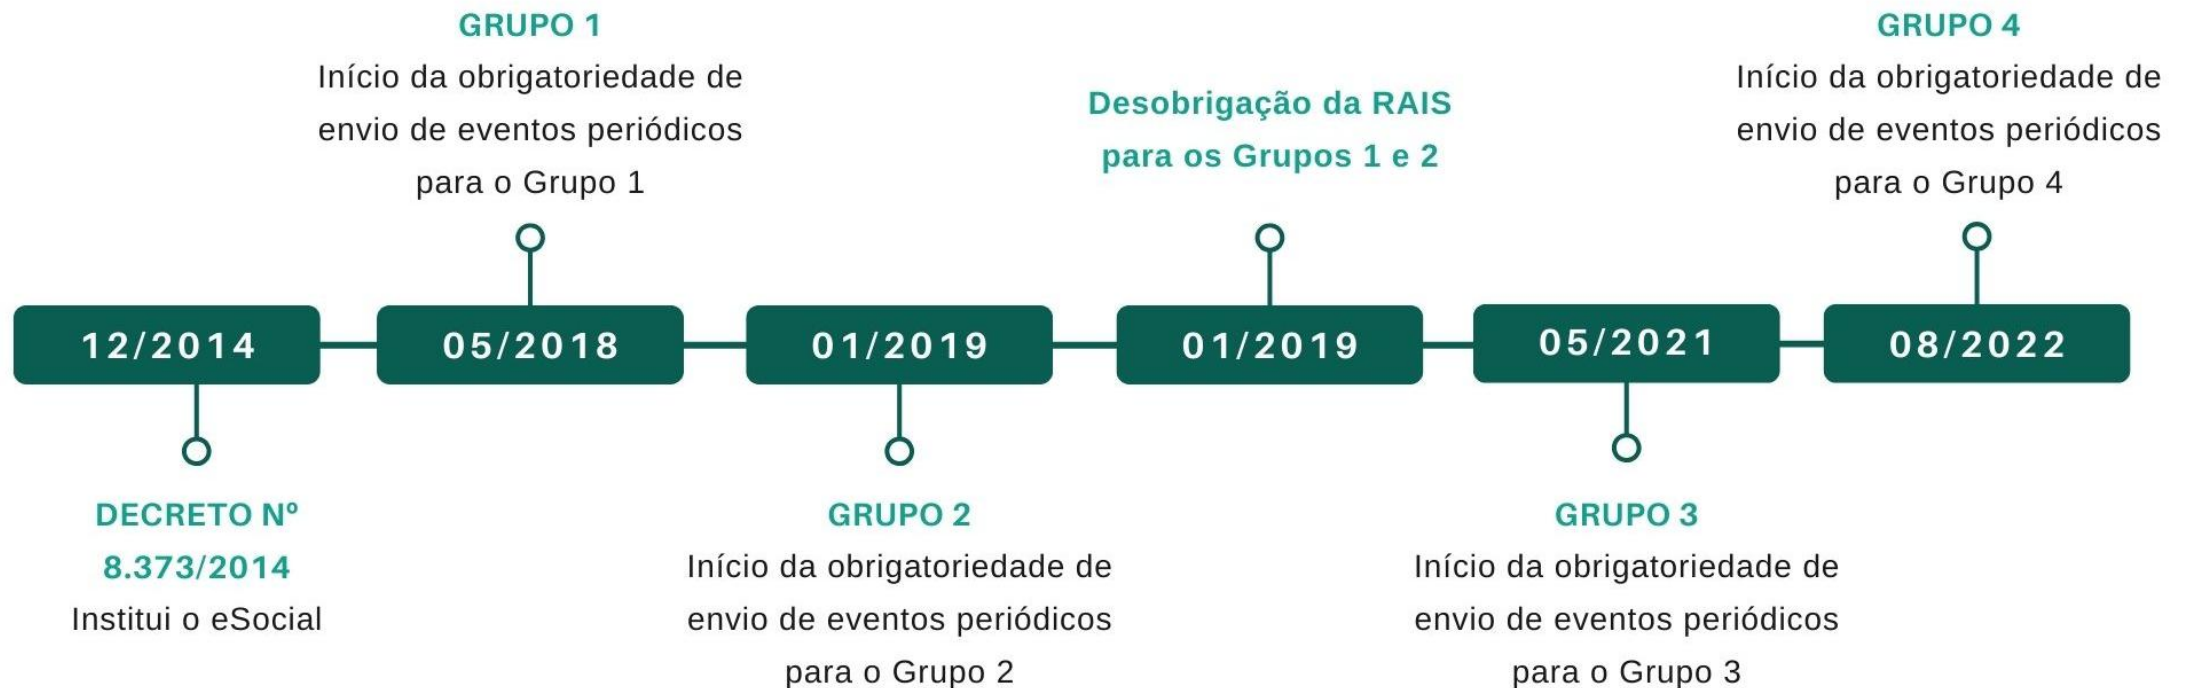 GRUPO 1
Início da obrigatoriedade de
envio de eventos periódicos
para o Grupo 1
Desobrigação da RAIS
para os Grupos 1 e 2
GRUPO 4
Início da obrigatoriedade de
envio de eventos periódicos
para o Grupo 4
12/2014
05/2018
01/2019
01/2019
05/2021
08/2022
DECRETO Nº
8.373/2014
Institui o eSocial
GRUPO 2
Início da obrigatoriedade de
envio de eventos periódicos
para o Grupo 2
GRUPO 3
Início da obrigatoriedade de
envio de eventos periódicos
para o Grupo 3